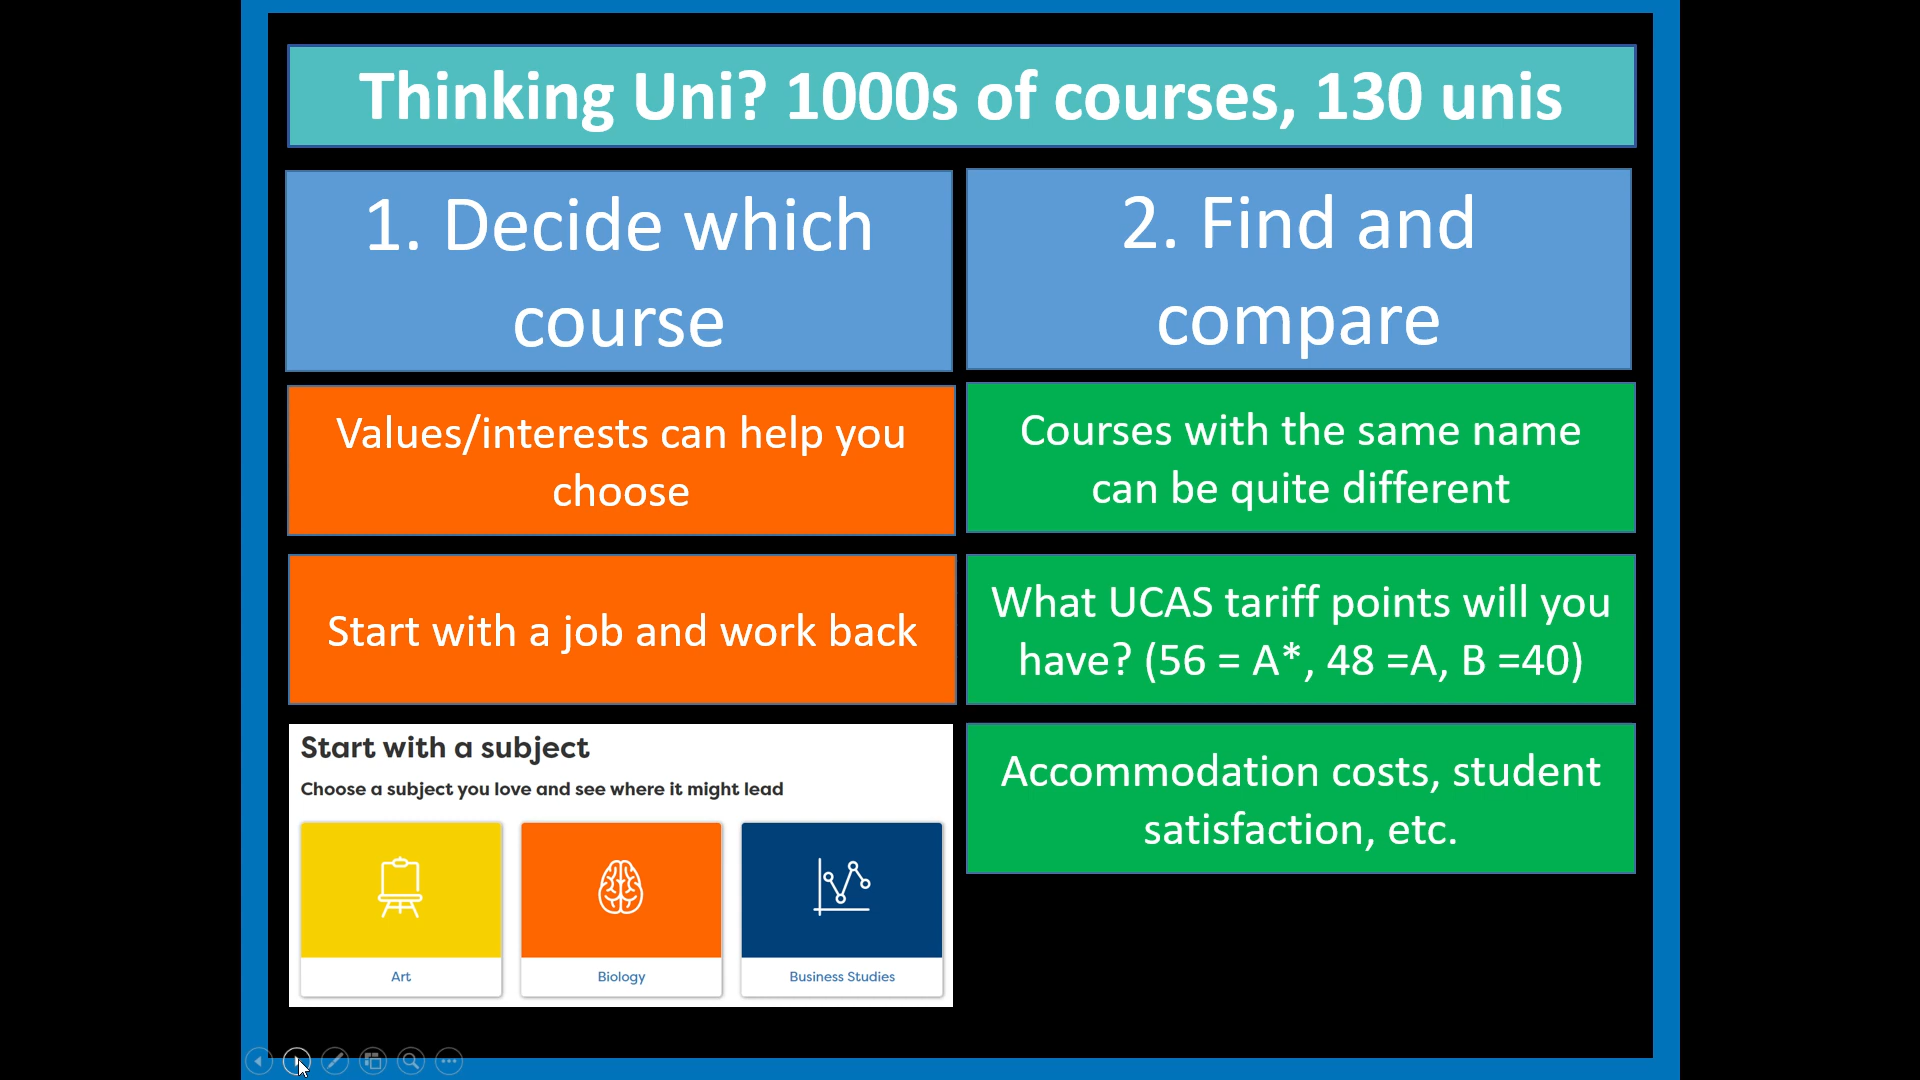 Thinking Uni? 1000s of courses, 130 unis
1. Decide which
course
Values/interests can help you
choose
Start with a job and work back
Start with a subject
Choose a subject you love and see where it might lead
Art
Biology
Business Studies
2. Find and
compare
Courses with the same name
can be quite different
What UCAS tariff points will you
have? (56 = A*, 48 =A, B =40)
Accommodation costs, student
satisfaction, etc.